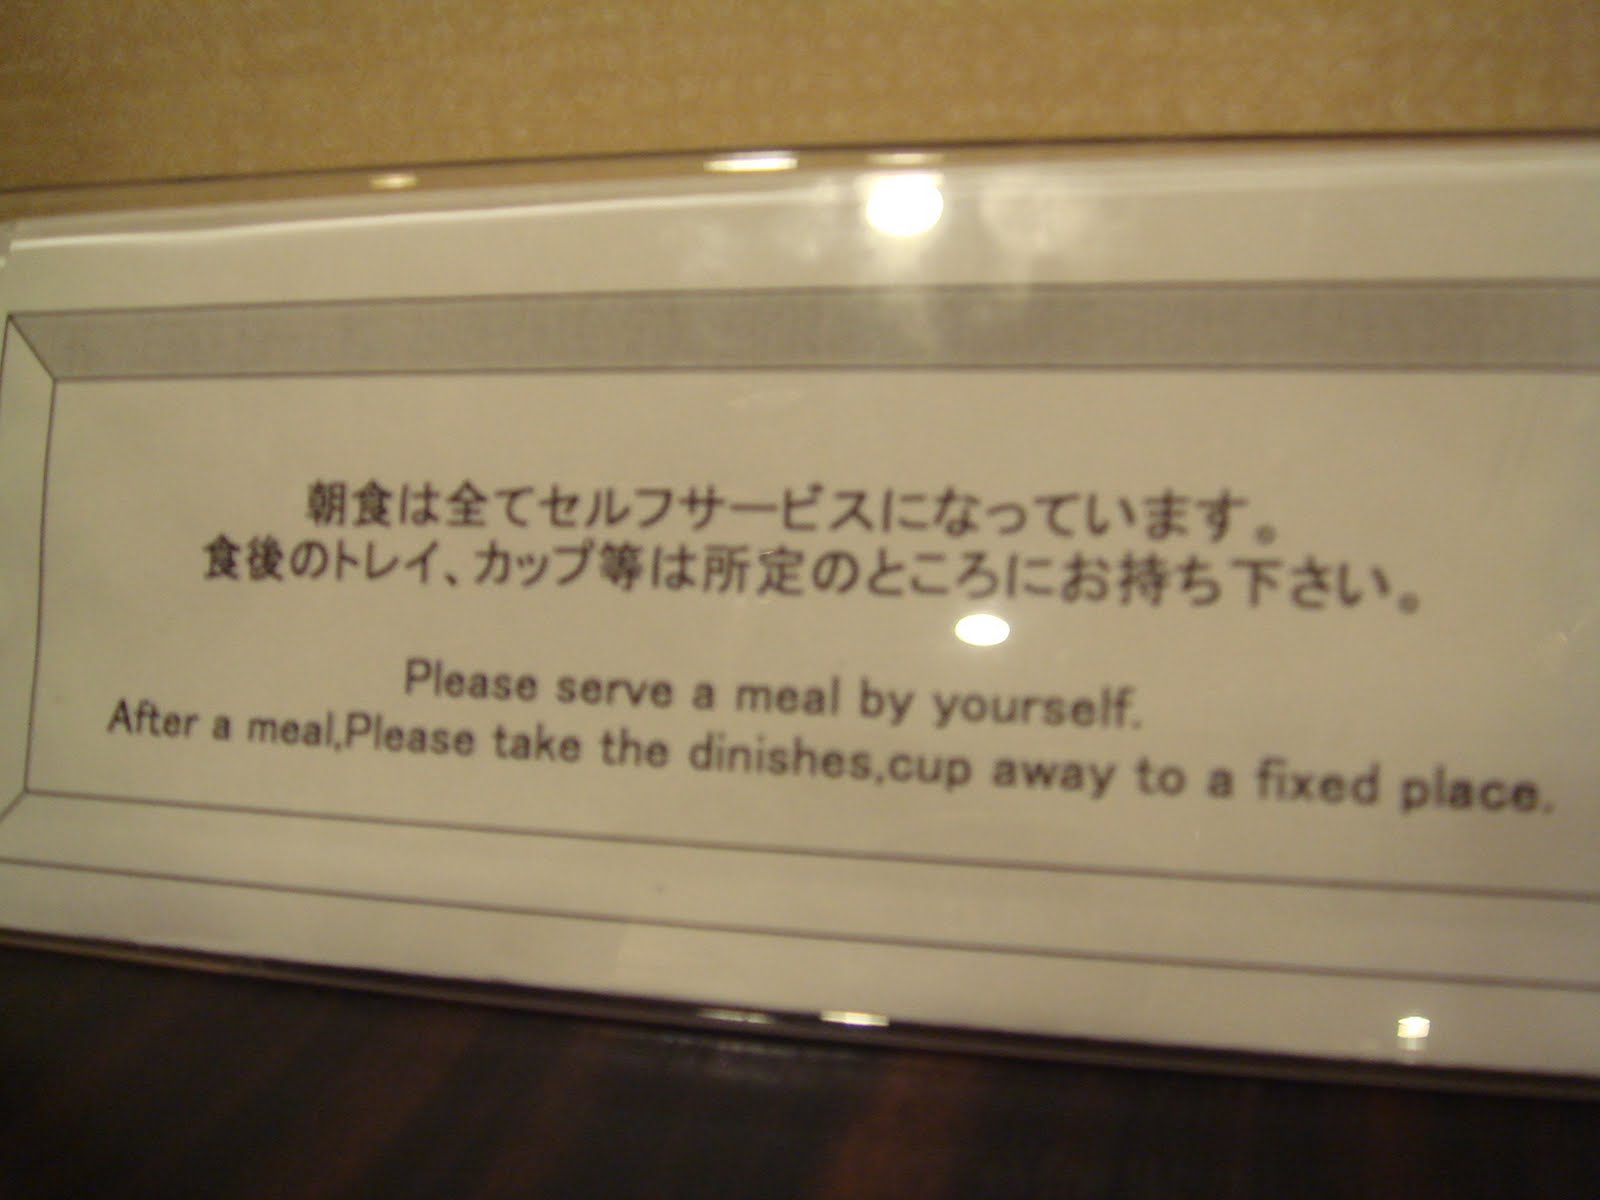 朝食は全てセルフサービスになっています。
食後のトレイ、カップ等は所定のところにお持ち下さい。
Please serve a meal by yourself.
After a meal,Please take the dinishes,cup away to a fixed place.